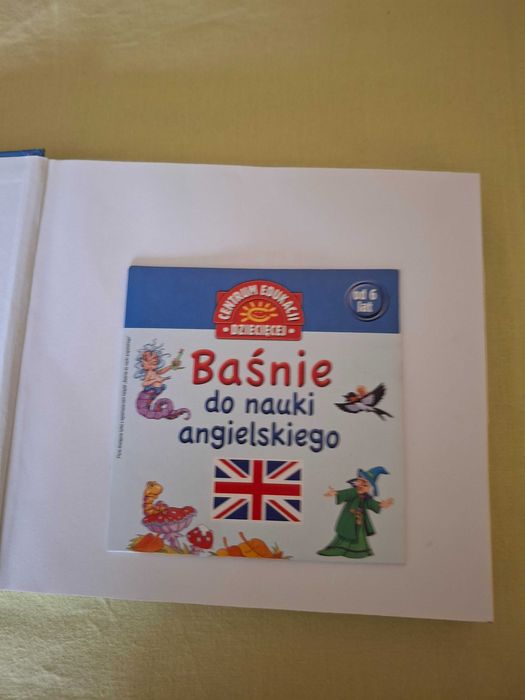 CENTRUM EDUKACJI
DZIECIĘCEJ
od 6
lat
Baśnie
do nauki
angielskiego